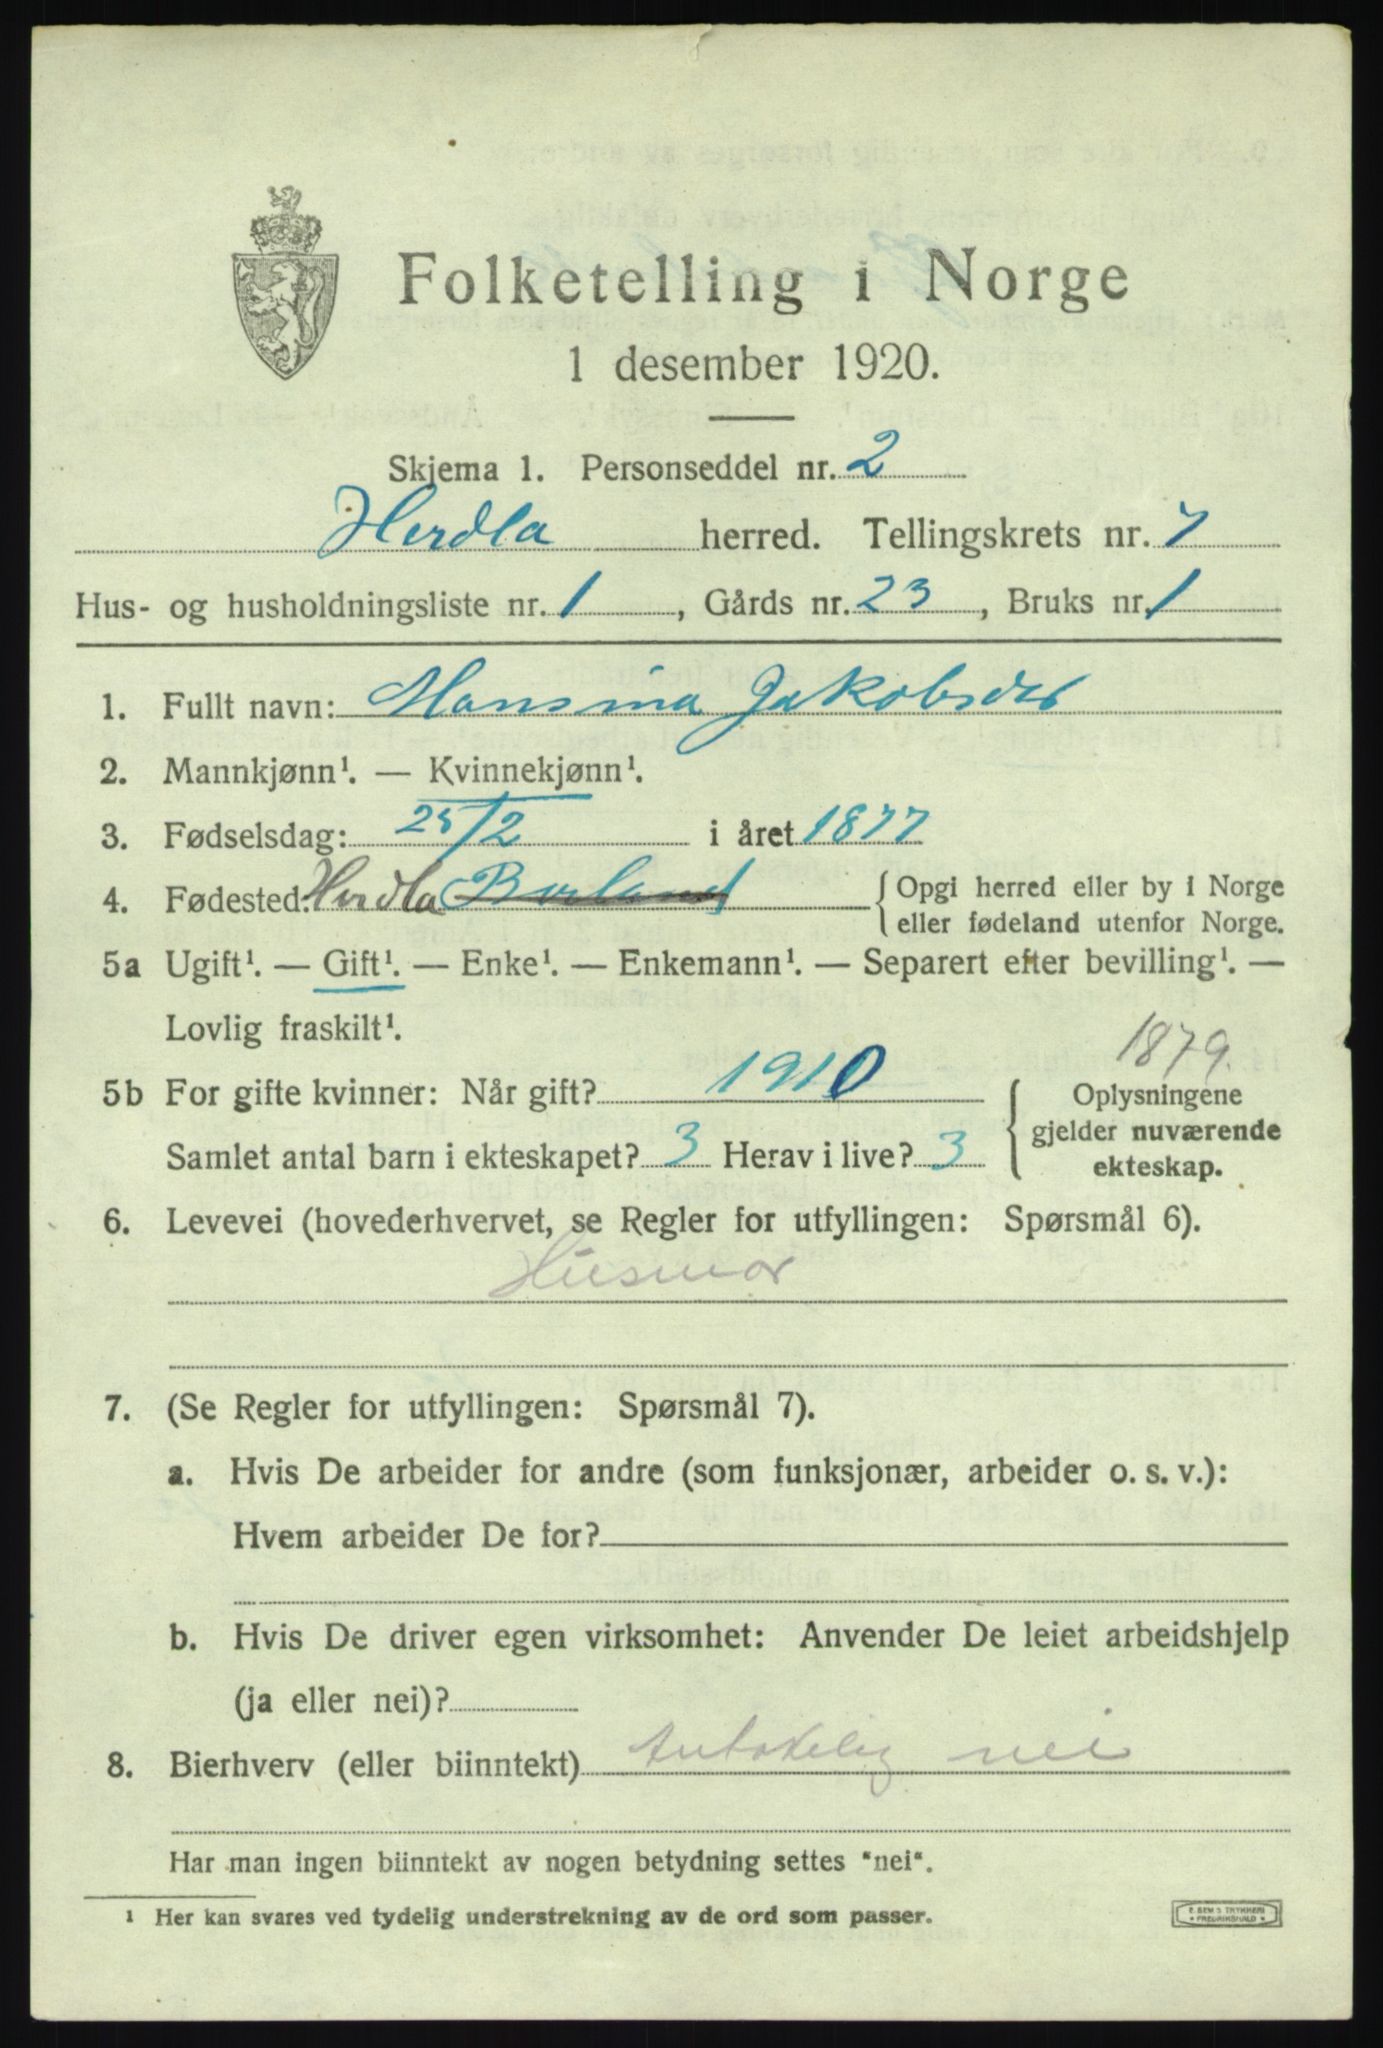 Folketelling i Norge
1 desember 1920.
Skjema 1. Personseddel nr. 2
Herdla herred. Tellingskrets nr. 7
Hus- og husholdningsliste nr. 1, Gårds nr. 23, Bruks nr. 1
1. Fullt navn: Mansina Jakobsdtr
2. Mannkjønn¹. — Kvinnekjønn¹.
3. Fødselsdag: 25/2 i året 1877
4. Fødested: Herdla { Opgi herred eller by i Norge
eller fødeland utenfor Norge.
5a Ugift¹. — Gift¹. — Enke¹. — Enkemann¹. — Separert efter bevilling¹. —
Lovlig fraskilt¹.
1879.
5b For gifte kvinner: Når gift? 1910 { Oplysningene
gjelder nuværende
ekteskap.
Samlet antal barn i ekteskapet? 3 Herav i live? 3
6. Levevei (hovederhvervet, se Regler for utfyllingen: Spørsmål 6).
Husmor
7. (Se Regler for utfyllingen: Spørsmål 7).
a. Hvis De arbeider for andre (som funksjonær, arbeider o. s. v.):
Hvem arbeider De for?
b. Hvis De driver egen virksomhet: Anvender De leiet arbeidshjelp
(ja eller nei)?
8. Bierhverv (eller biinntekt) nei
Har man ingen biinntekt av nogen betydning settes "nei".
¹ Her kan svares ved tydelig understrekning av de ord som passer.
E. SEM'S TRYKKERI
* FREDRIKSHALD *